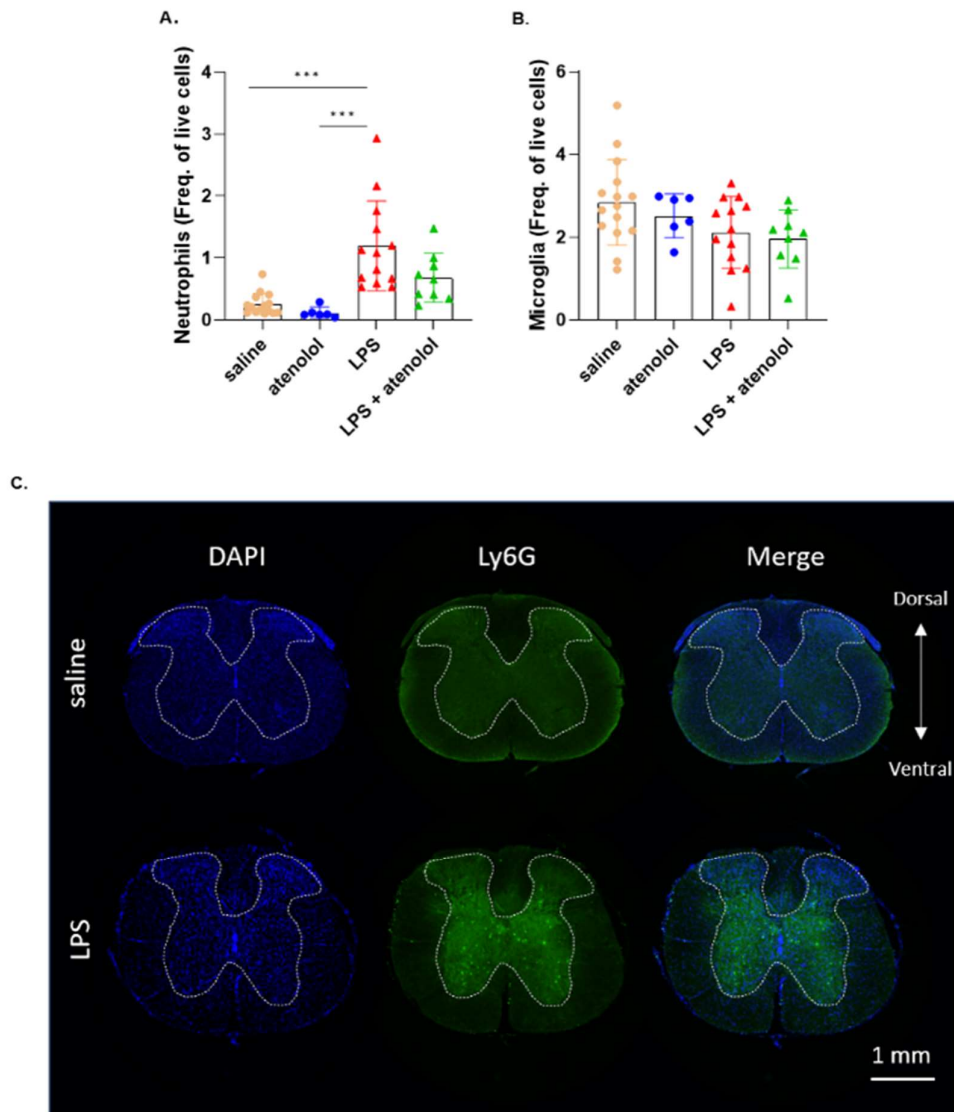 A.
B.
Neutrophils (Freq. of live cells)
4
3
2
1
0
***
***
saline
atenolol
LPS
LPS + atenolol
Microglia (Freq. of live cells)
6
4
2
0
saline
atenolol
LPS
LPS + atenolol
C.
DAPI
Ly6G
Merge
saline
Dorsal
Ventral
LPS
1 mm